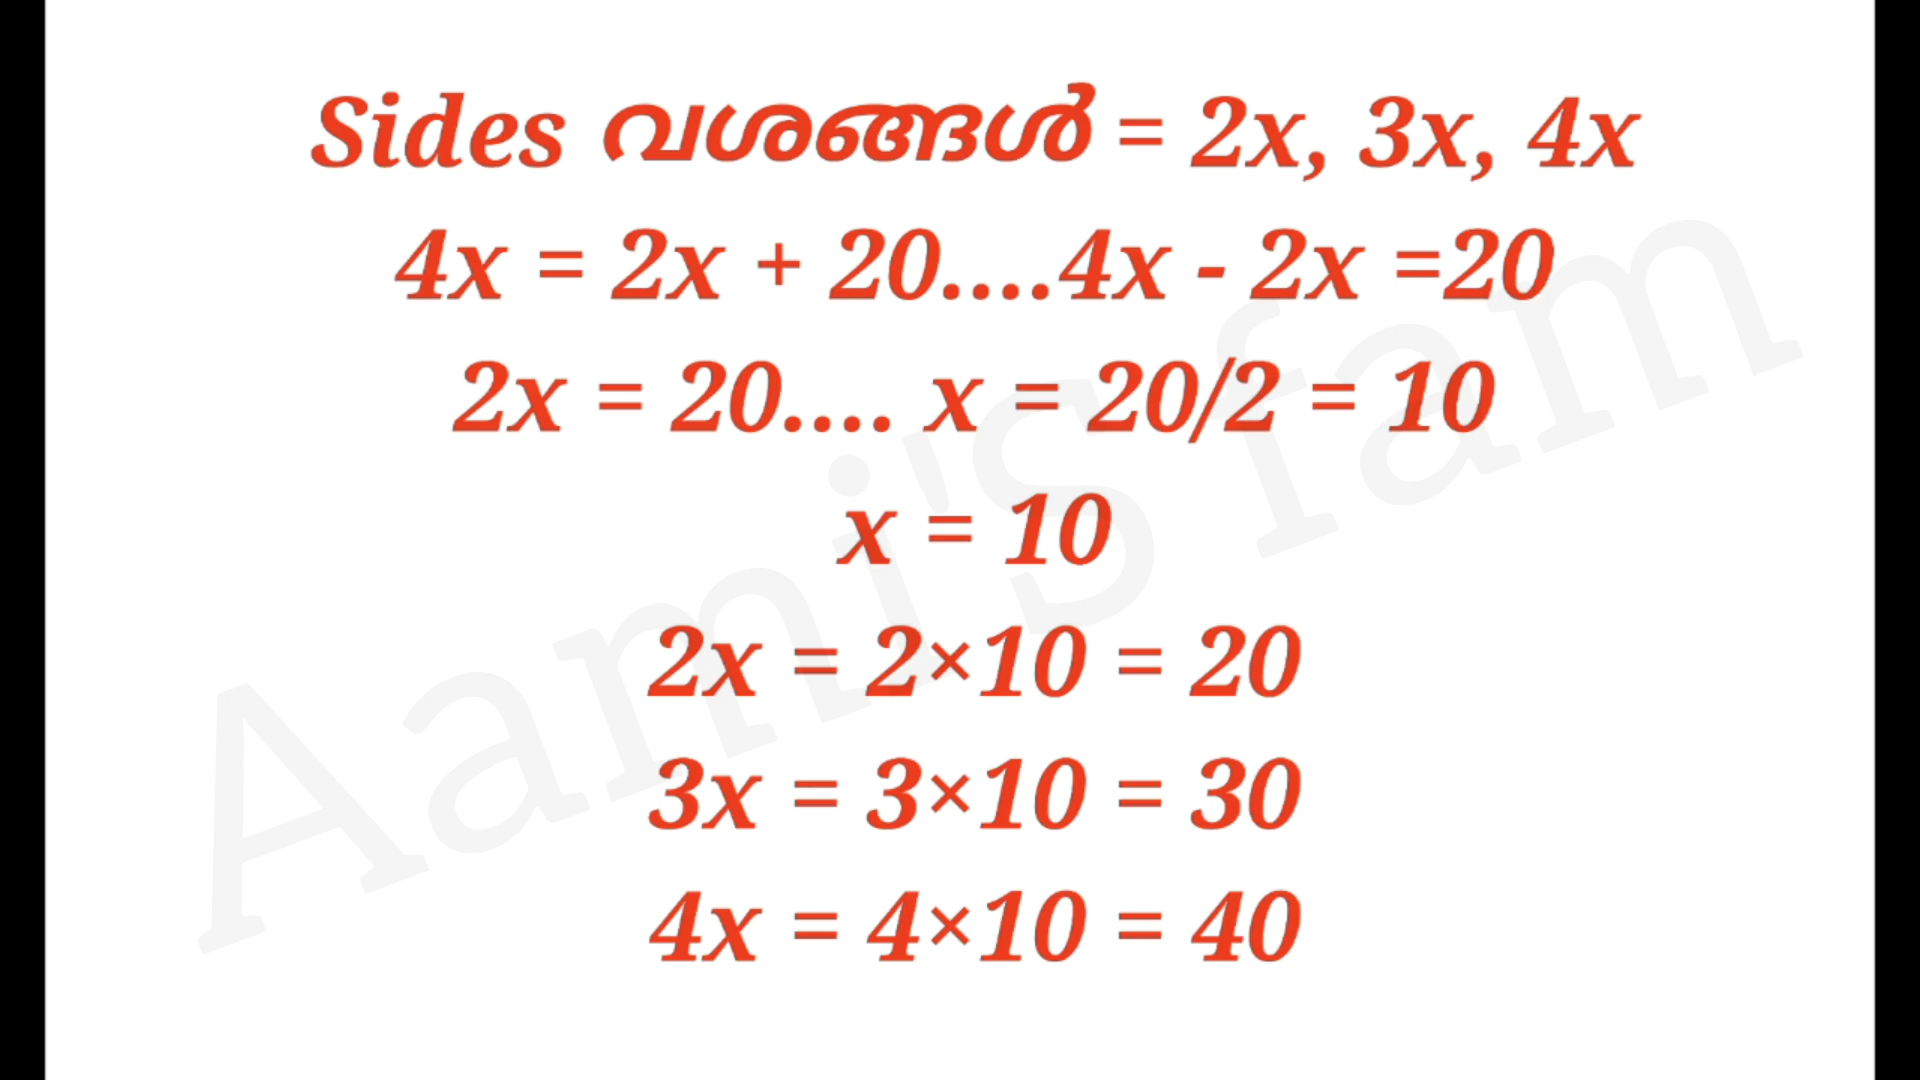 Sides വശങ്ങൾ = 2x, 3x, 4x
4x = 2x + 20....4x - 2x =20
2x = 20.... x = 20/2 = 10
x = 10
2x = 2×10 = 20
3x = 3×10 = 30
4x = 4×10 = 40
Aami'S fam